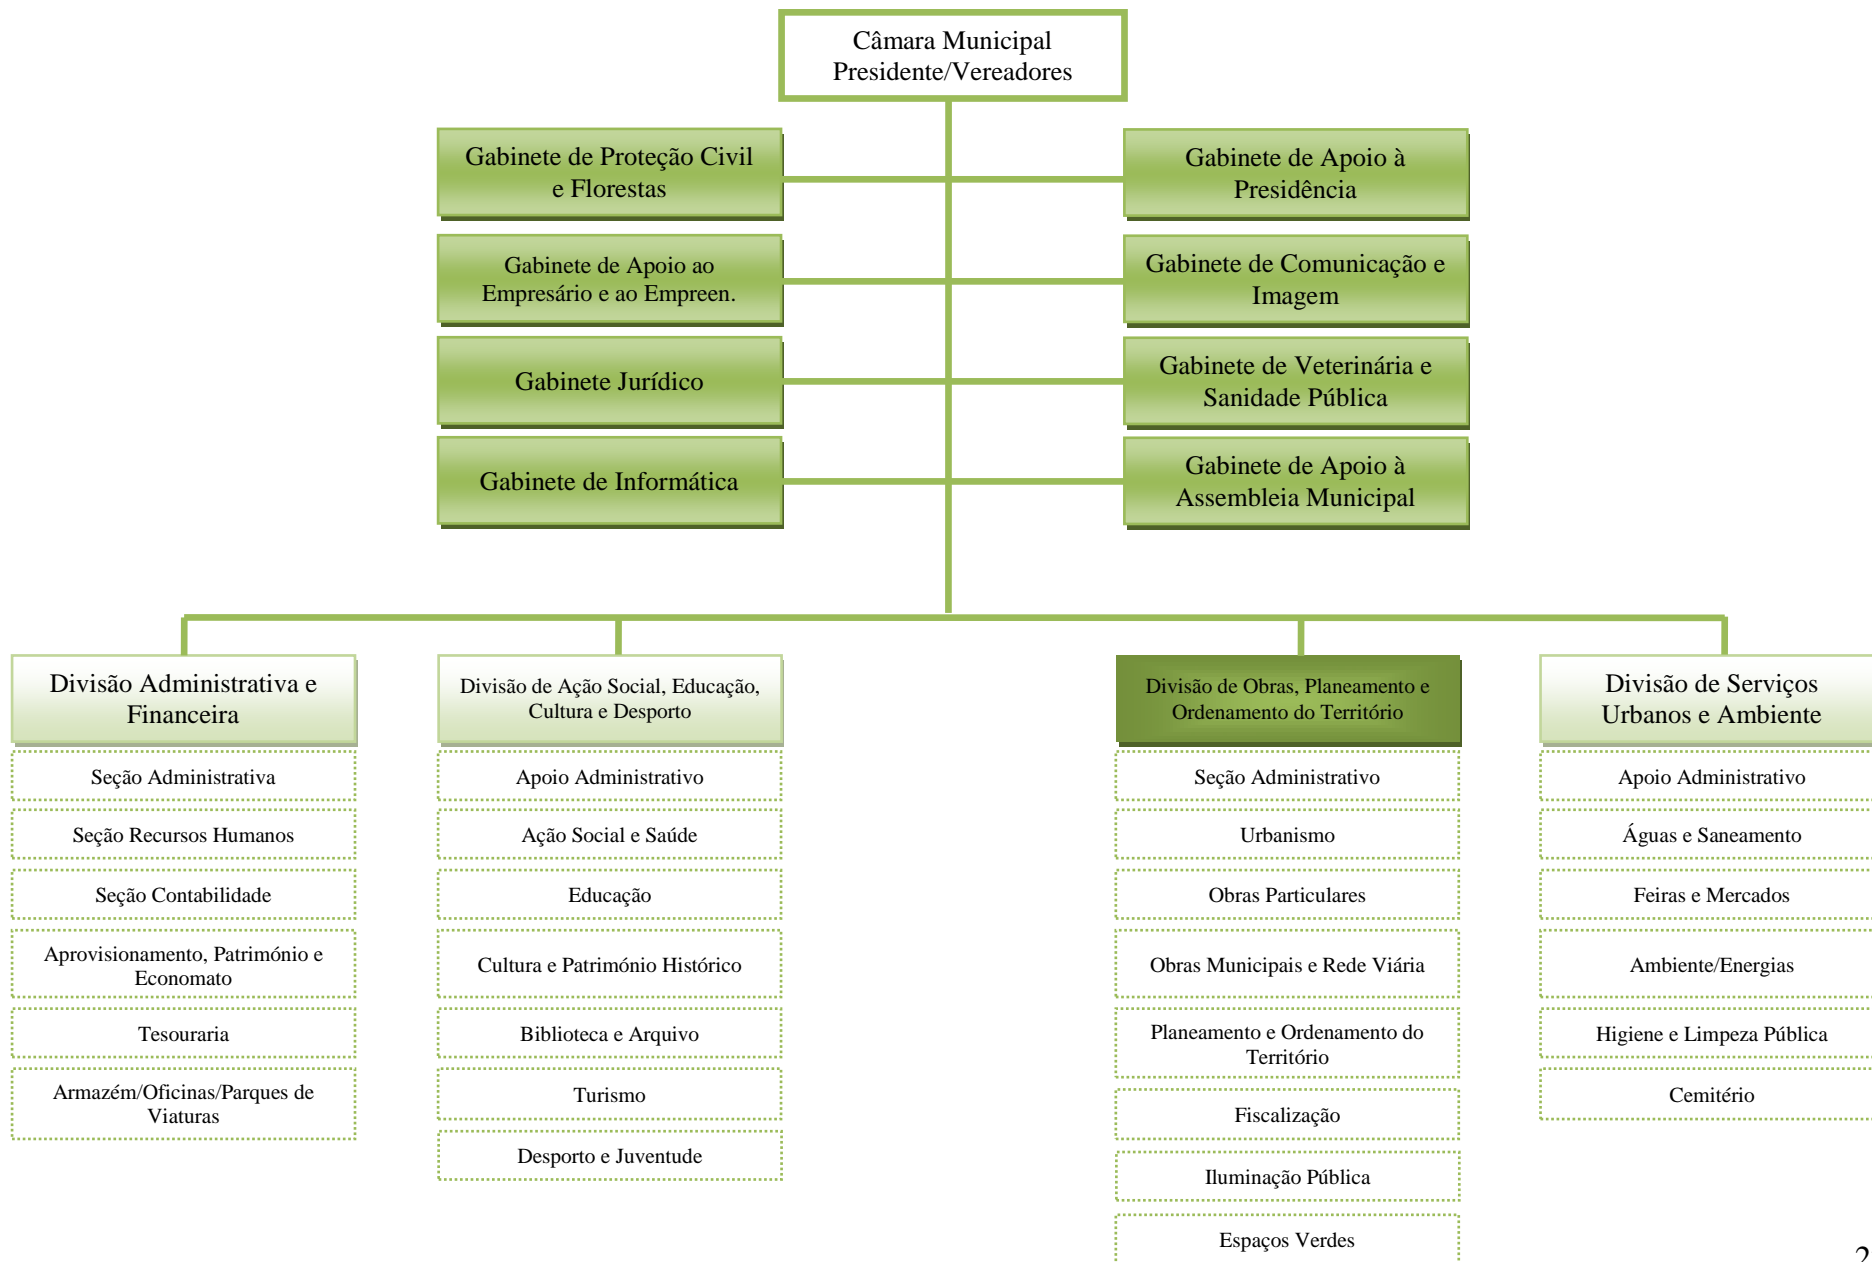 Câmara Municipal
Presidente/Vereadores
Gabinete de Proteção Civil
e Florestas
Gabinete de Apoio à
Presidência
Gabinete de Apoio ao
Empresário e ao Empreen.
Gabinete de Comunicação e
Imagem
Gabinete Jurídico
Gabinete de Veterinária e
Sanidade Pública
Gabinete de Informática
Gabinete de Apoio à
Assembleia Municipal
Divisão Administrativa e
Financeira
Seção Administrativa
Seção Recursos Humanos
Seção Contabilidade
Aprovisionamento, Património e
Economato
Tesouraria
Armazém/Oficinas/Parques de
Viaturas
Divisão de Ação Social, Educação,
Cultura e Desporto
Apoio Administrativo
Ação Social e Saúde
Educação
Cultura e Património Histórico
Biblioteca e Arquivo
Turismo
Desporto e Juventude
Divisão de Obras, Planeamento e
Ordenamento do Território
Seção Administrativo
Urbanismo
Obras Particulares
Obras Municipais e Rede Viária
Planeamento e Ordenamento do
Território
Fiscalização
Iluminação Pública
Espaços Verdes
Divisão de Serviços
Urbanos e Ambiente
Apoio Administrativo
Águas e Saneamento
Feiras e Mercados
Ambiente/Energias
Higiene e Limpeza Pública
Cemitério
2